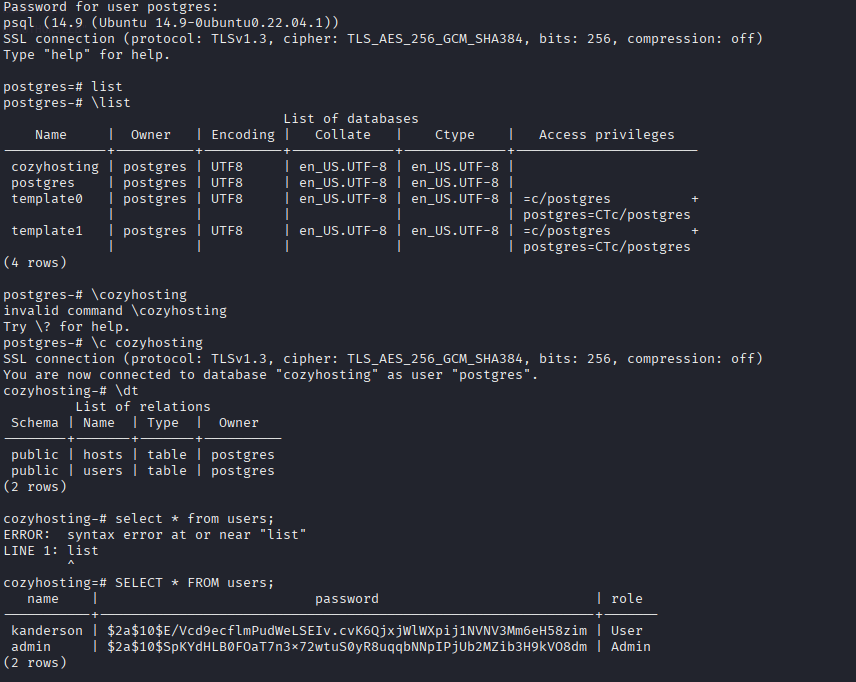 Password for user postgres:
psql (14.9 (Ubuntu 14.9-0ubuntu0.22.04.1))
SSL connection (protocol: TLSv1.3, cipher: TLS_AES_256_GCM_SHA384, bits: 256, compression: off)
Type "help" for help.
postgres=# list
postgres-# \list
List of databases
Name | Owner | Encoding | Collate | Ctype | Access privileges
cozyhosting | postgres | UTF8 | en_US.UTF-8 | en_US.UTF-8 |
postgres | postgres | UTF8 | en_US.UTF-8 | en_US.UTF-8 |
template0 | postgres | UTF8 | en_US.UTF-8 | en_US.UTF-8 | =c/postgres +
| | | | | postgres=CTc/postgres
template1 | postgres | UTF8 | en_US.UTF-8 | en_US.UTF-8 | =c/postgres +
| | | | | postgres=CTc/postgres
(4 rows)
postgres-# \cozyhosting
invalid command \cozyhosting
Try \? for help.
postgres-# \c cozyhosting
SSL connection (protocol: TLSv1.3, cipher: TLS_AES_256_GCM_SHA384, bits: 256, compression: off)
You are now connected to database "cozyhosting" as user "postgres".
cozyhosting-# \dt
List of relations
Schema | Name | Type | Owner
public | hosts | table | postgres
public | users | table | postgres
(2 rows)
cozyhosting-# select * from users;
ERROR: syntax error at or near "list"
LINE 1: list
^
cozyhosting=# SELECT * FROM users;
name | password | role
kanderson | $2a$10$E/Vcd9ecflmPudWeLSEIv.cvK6QjxjWlWXpij1NVNV3Mm6eH58zim | User
admin | $2a$10$SpKYdHLB0FOaT7n3×72wtuS0yR8uqqbNNpIPjUb2MZib3H9kVO8dm | Admin
(2 rows)